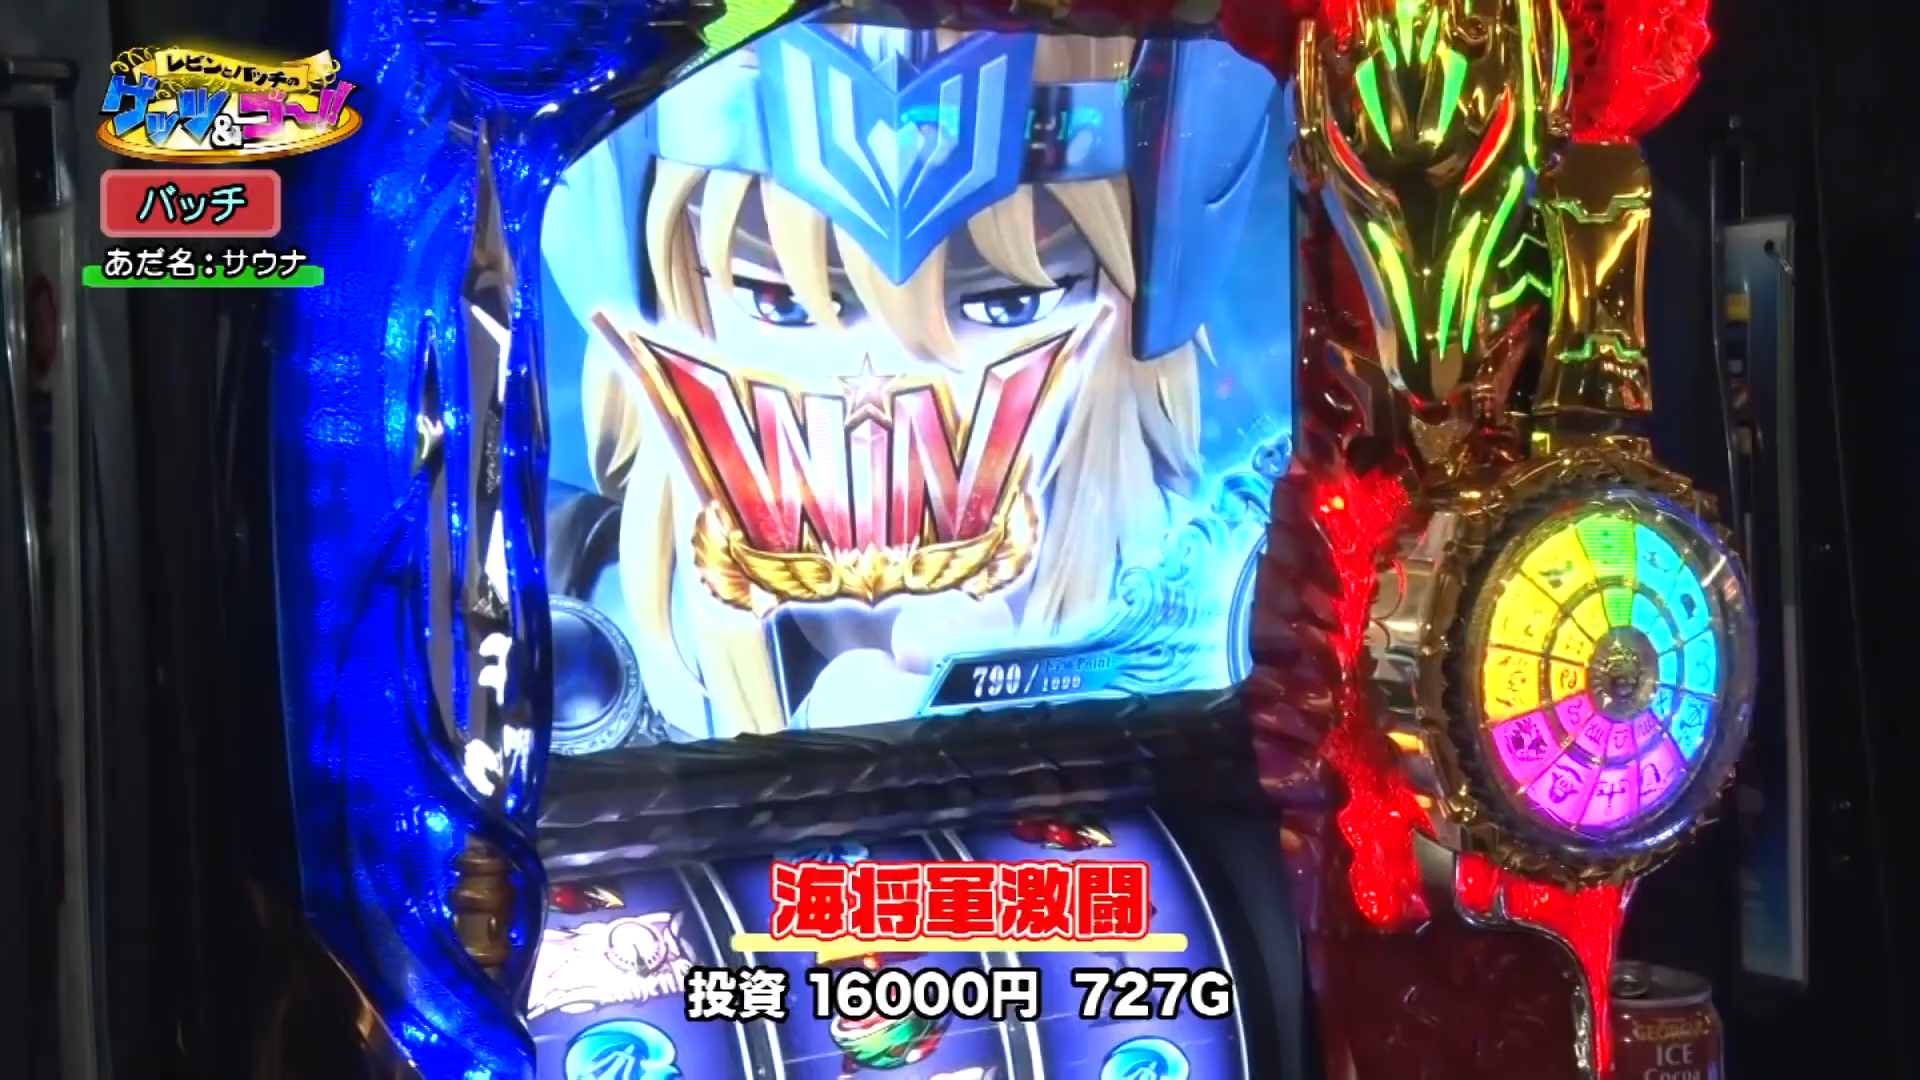 レビンとバッチの
ゲッツ&ゴ〜!!
バッチ
あだ名:サウナ
WIN
790/1000
海将軍激闘
投資 16000円 727G
GEORGIA
ICE
Cocoa